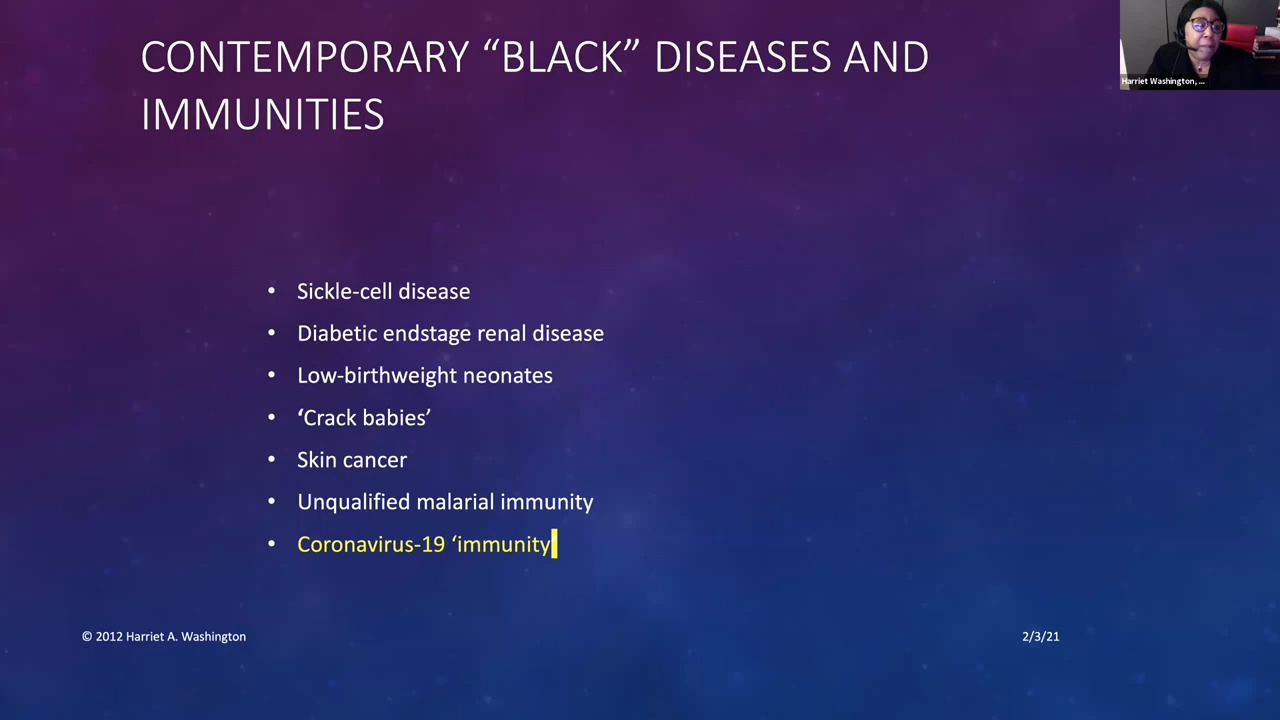 CONTEMPORARY “BLACK” DISEASES AND
IMMUNITIES
Harriet Washington, ...
• Sickle-cell disease
• Diabetic endstage renal disease
• Low-birthweight neonates
• ‘Crack babies’
• Skin cancer
• Unqualified malarial immunity
• Coronavirus-19 ‘immunity
© 2012 Harriet A. Washington
2/3/21